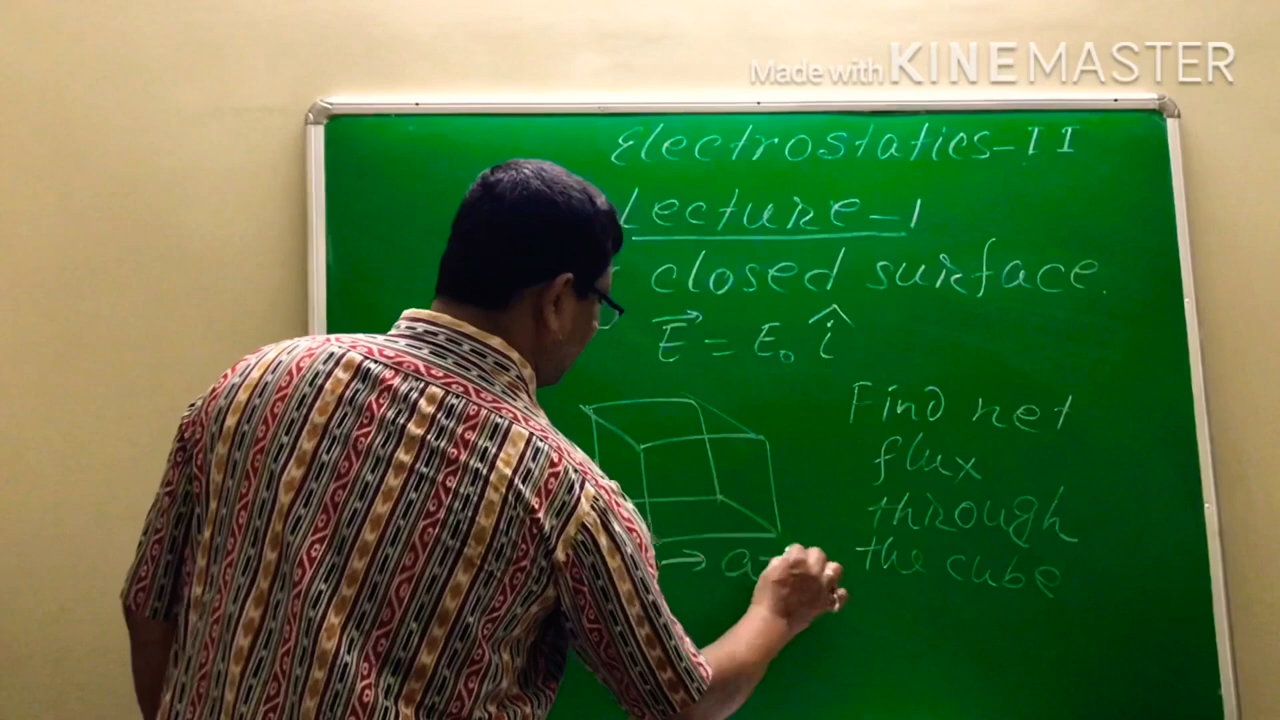 Made with KINEMASTER
Electrostatics-II
Lecture-1
closed surface.
E⃗ = E₀ î
Find net
flux
through
the cube
→ a